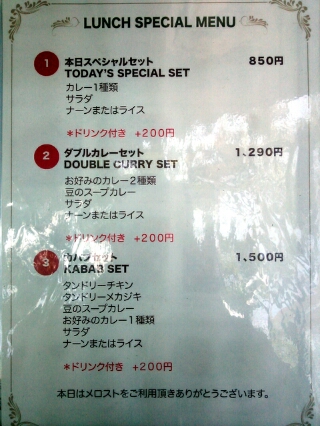 LUNCH SPECIAL MENU
1 本日スペシャルセット 850円
TODAY'S SPECIAL SET
カレー1種類
サラダ
ナーンまたはライス
*ドリンク付き +200円
2 ダブルカレーセット 1、290円
DOUBLE CURRY SET
お好みのカレー2種類
豆のスープカレー
サラダ
ナーンまたはライス
*ドリンク付き +200円
3 カバブセット 1、500円
KABAB SET
タンドリーチキン
タンドリーメカジキ
豆のスープカレー
お好みのカレー1種類
サラダ
ナーンまたはライス
*ドリンク付き +200円
本日はメロストをご利用頂きありがとうございます。